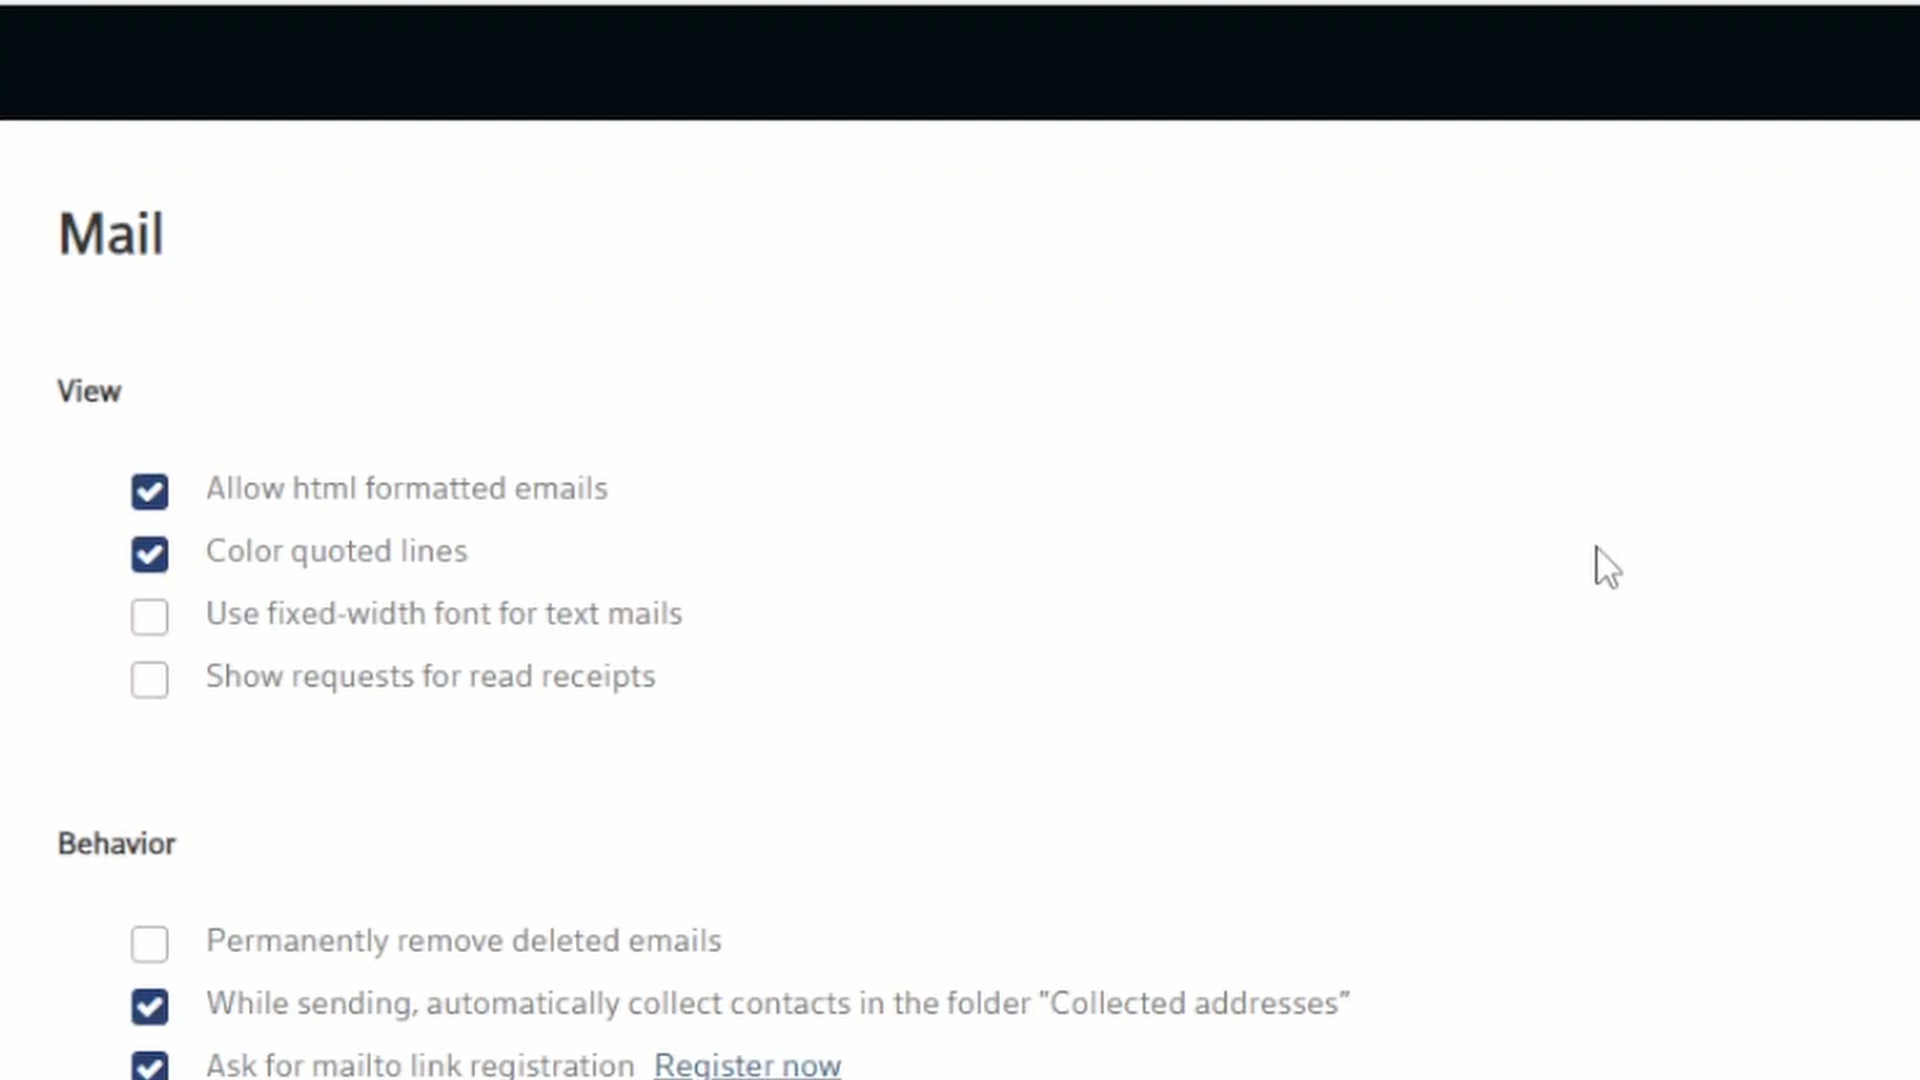 Mail
View
Allow html formatted emails
Color quoted lines
Use fixed-width font for text mails
Show requests for read receipts
Behavior
Permanently remove deleted emails
While sending, automatically collect contacts in the folder "Collected addresses"
Ask for mailto link registration Register now